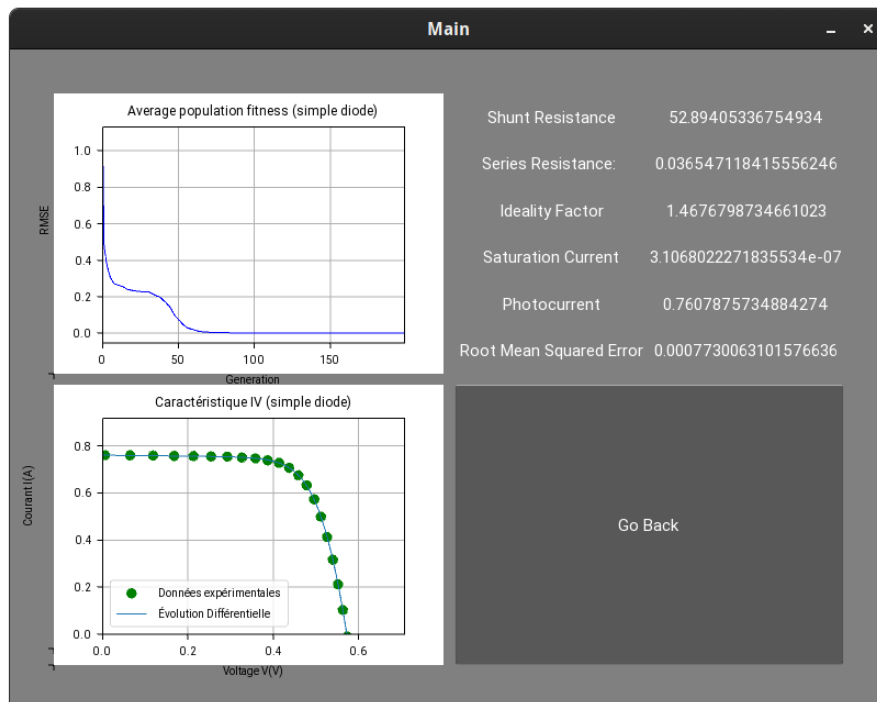 Main
Average population fitness (simple diode)
RMSE
1.0
0.8
0.6
0.4
0.2
0.0
0 50 100 150
Generation
Shunt Resistance 52.89405336754934
Series Resistance: 0.036547118415556246
Ideality Factor 1.4676798734661023
Saturation Current 3.1068022271835534e-07
Photocurrent 0.7607875734884274
Root Mean Squared Error 0.0007730063101576636
Caractéristique IV (simple diode)
Courant I(A)
0.8
0.6
0.4
0.2
0.0
Données expérimentales
Évolution Différentielle
0.0 0.2 0.4 0.6
Voltage V(V)
Go Back